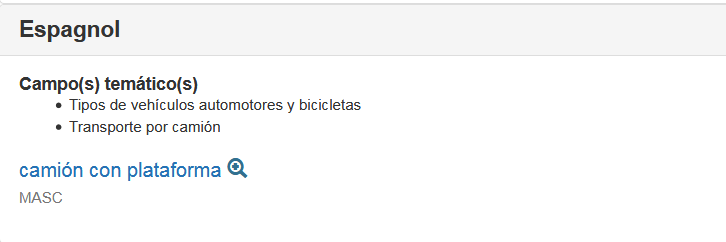 Espagnol
Campo(s) temático(s)
Tipos de vehículos automotores y bicicletas
Transporte por camión
camión con plataforma
MASC